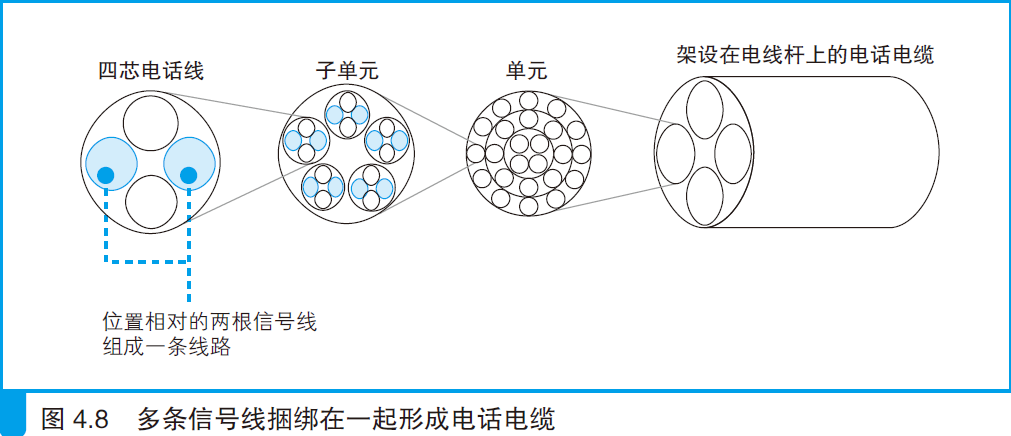 四芯电话线
子单元
单元
架设在电线杆上的电话电缆
位置相对的两根信号线
组成一条线路
图 4.8 多条信号线捆绑在一起形成电话电缆